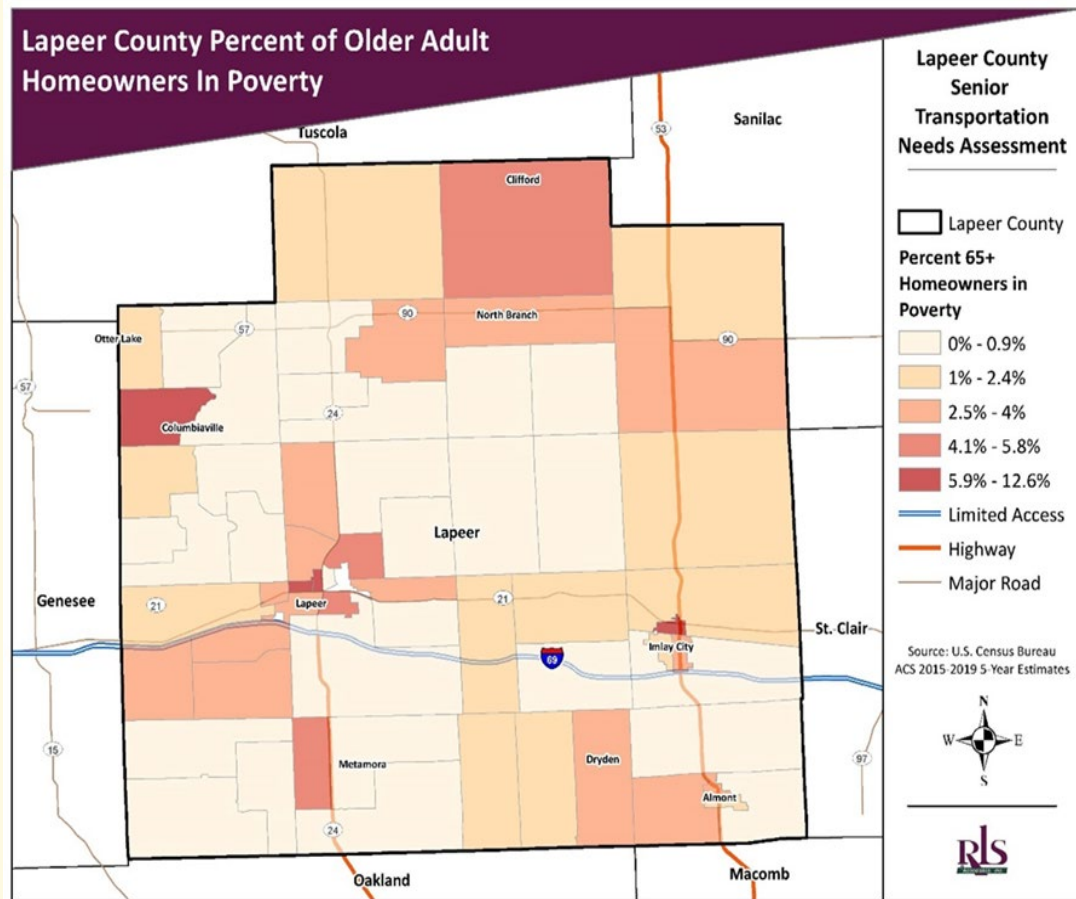 Lapeer County Percent of Older Adult
Homeowners In Poverty
Tuscola
Sanilac
53
Clifford
57
Otter Lake
90
North Branch
90
57
24
Columbiaville
Lapeer
Genesee
21
Lapeer
21
St. Clair
Imlay City
69
15
Metamora
Dryden
97
Almont
24
Oakland
Macomb
Lapeer County
Senior
Transportation
Needs Assessment
Lapeer County
Percent 65+
Homeowners in
Poverty
0% - 0.9%
1% - 2.4%
2.5% - 4%
4.1% - 5.8%
5.9% - 12.6%
Limited Access
Highway
Major Road
Source: U.S. Census Bureau
ACS 2015-2019 5-Year Estimates
N
W E
S
RLS